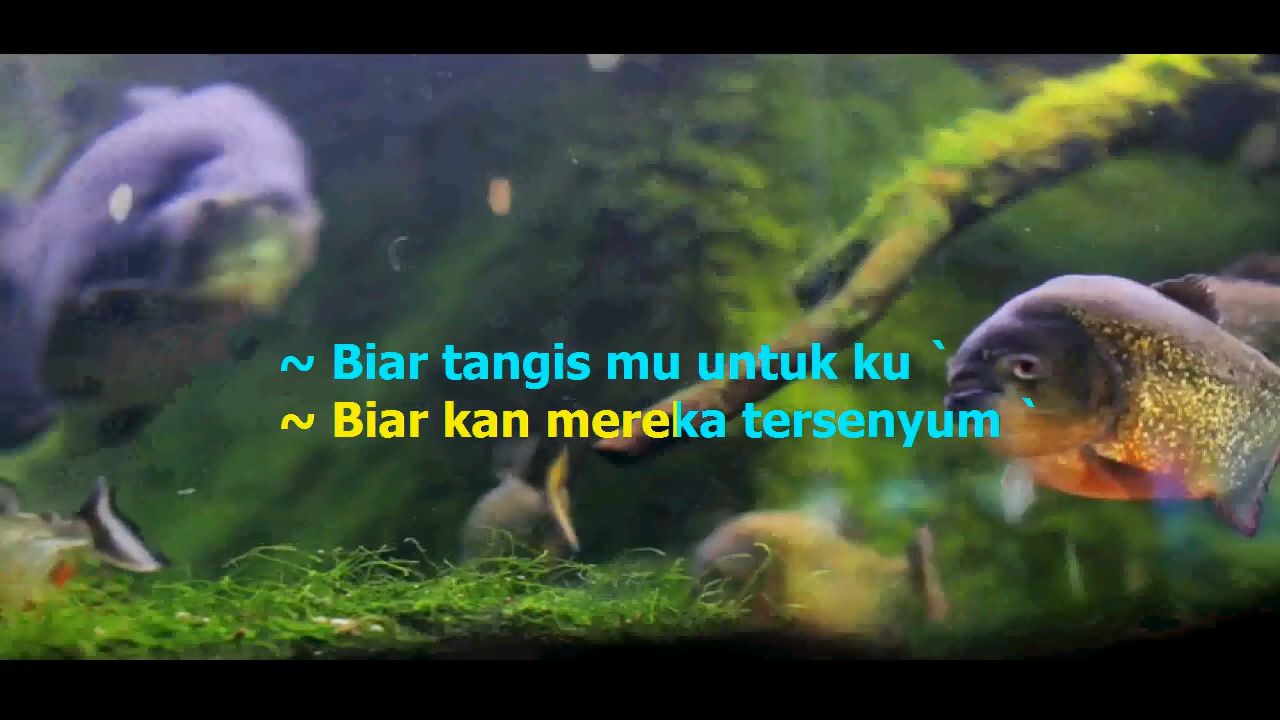 ~ Biar tangis mu untuk ku `
~ Biar kan mereka tersenyum `